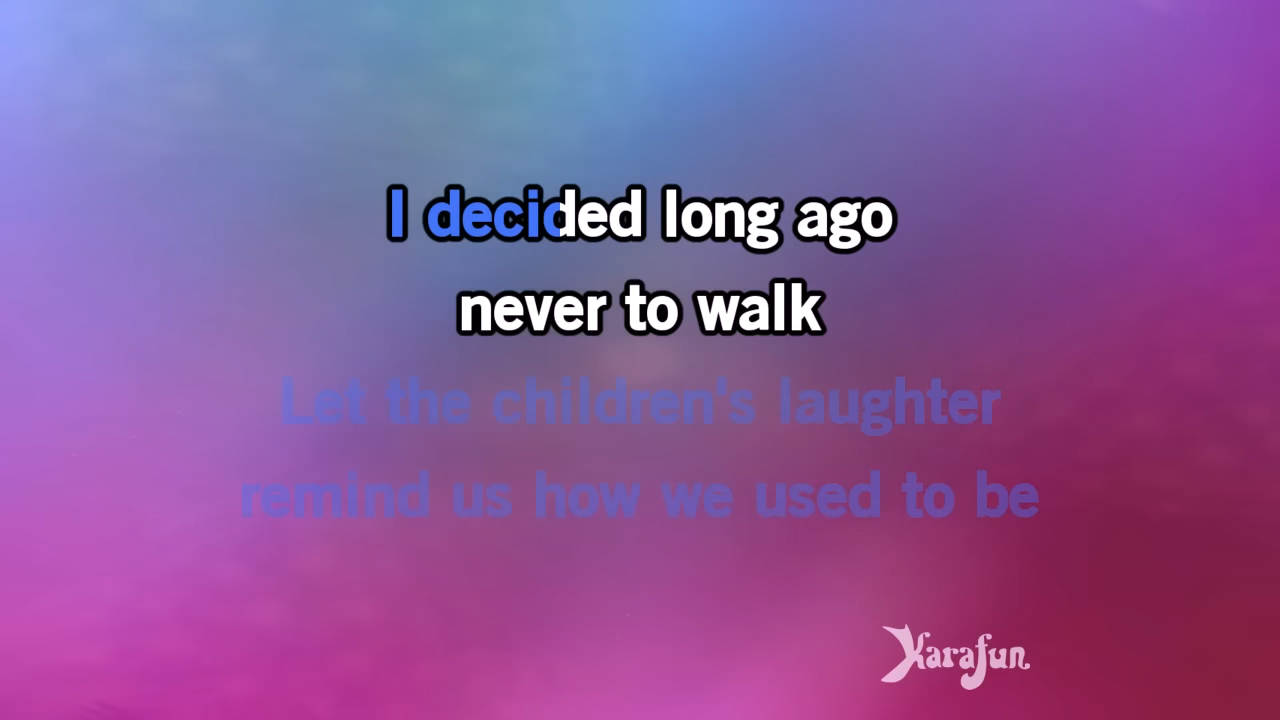 I decided long ago
never to walk
Let the children's laughter
remind us how we used to be
Karafun